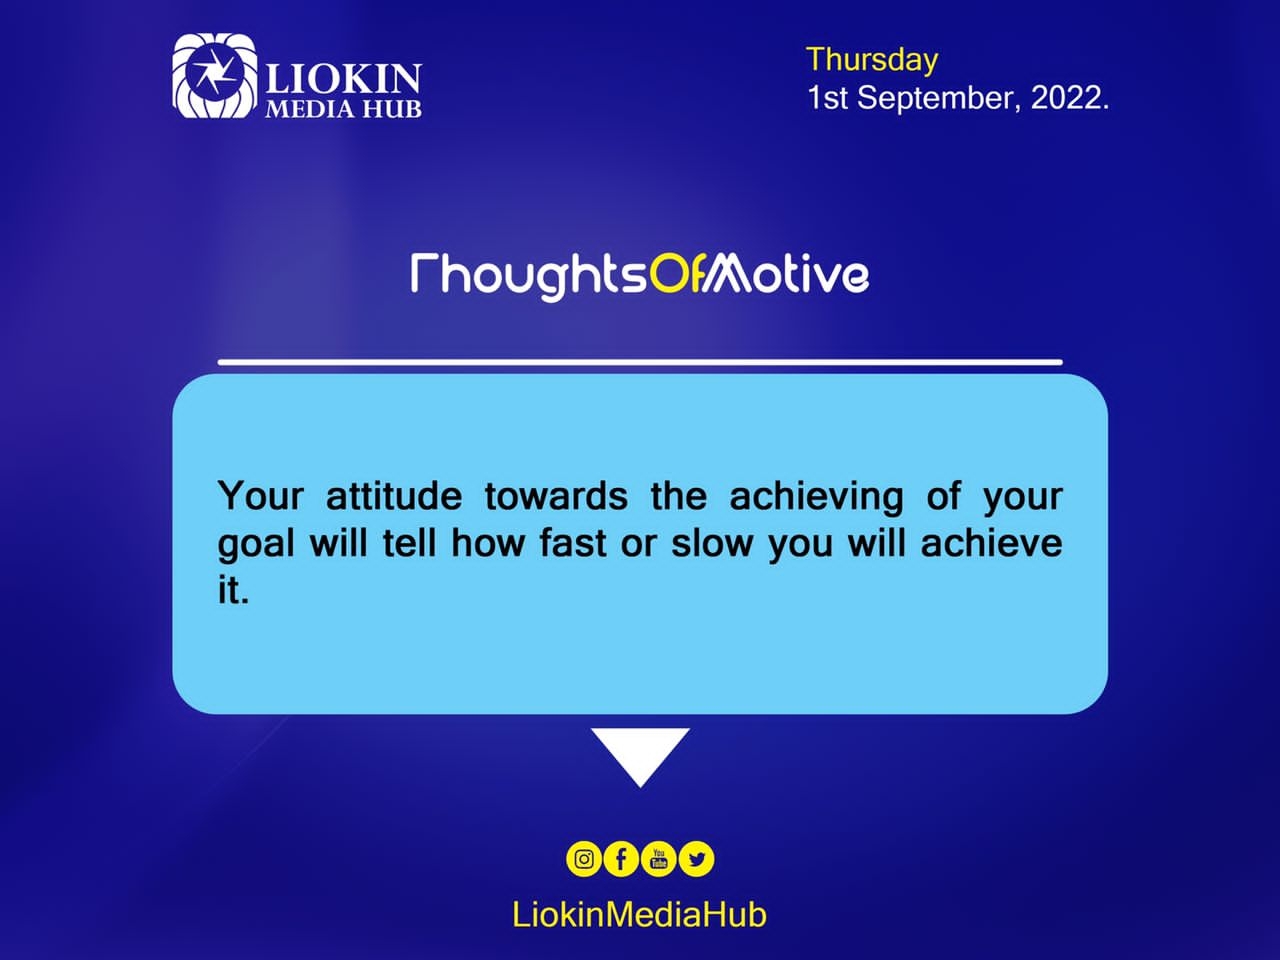 LIOKIN
MEDIA HUB
Thursday
1st September, 2022.
ThoughtsOfMotive
Your attitude towards the achieving of your
goal will tell how fast or slow you will achieve
it.
You
Tube
LiokinMediaHub